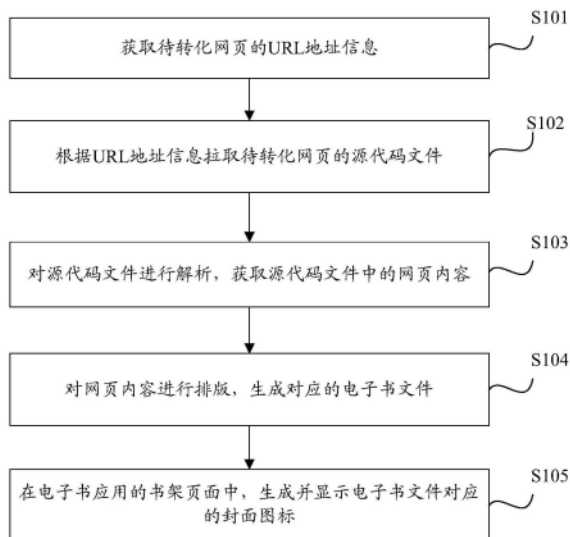 S101
获取待转化网页的URL地址信息
S102
根据URL地址信息拉取待转化网页的源代码文件
S103
对源代码文件进行解析，获取源代码文件中的网页内容
S104
对网页内容进行排版，生成对应的电子书文件
S105
在电子书应用的书架页面中，生成并显示电子书文件对应
的封面图标